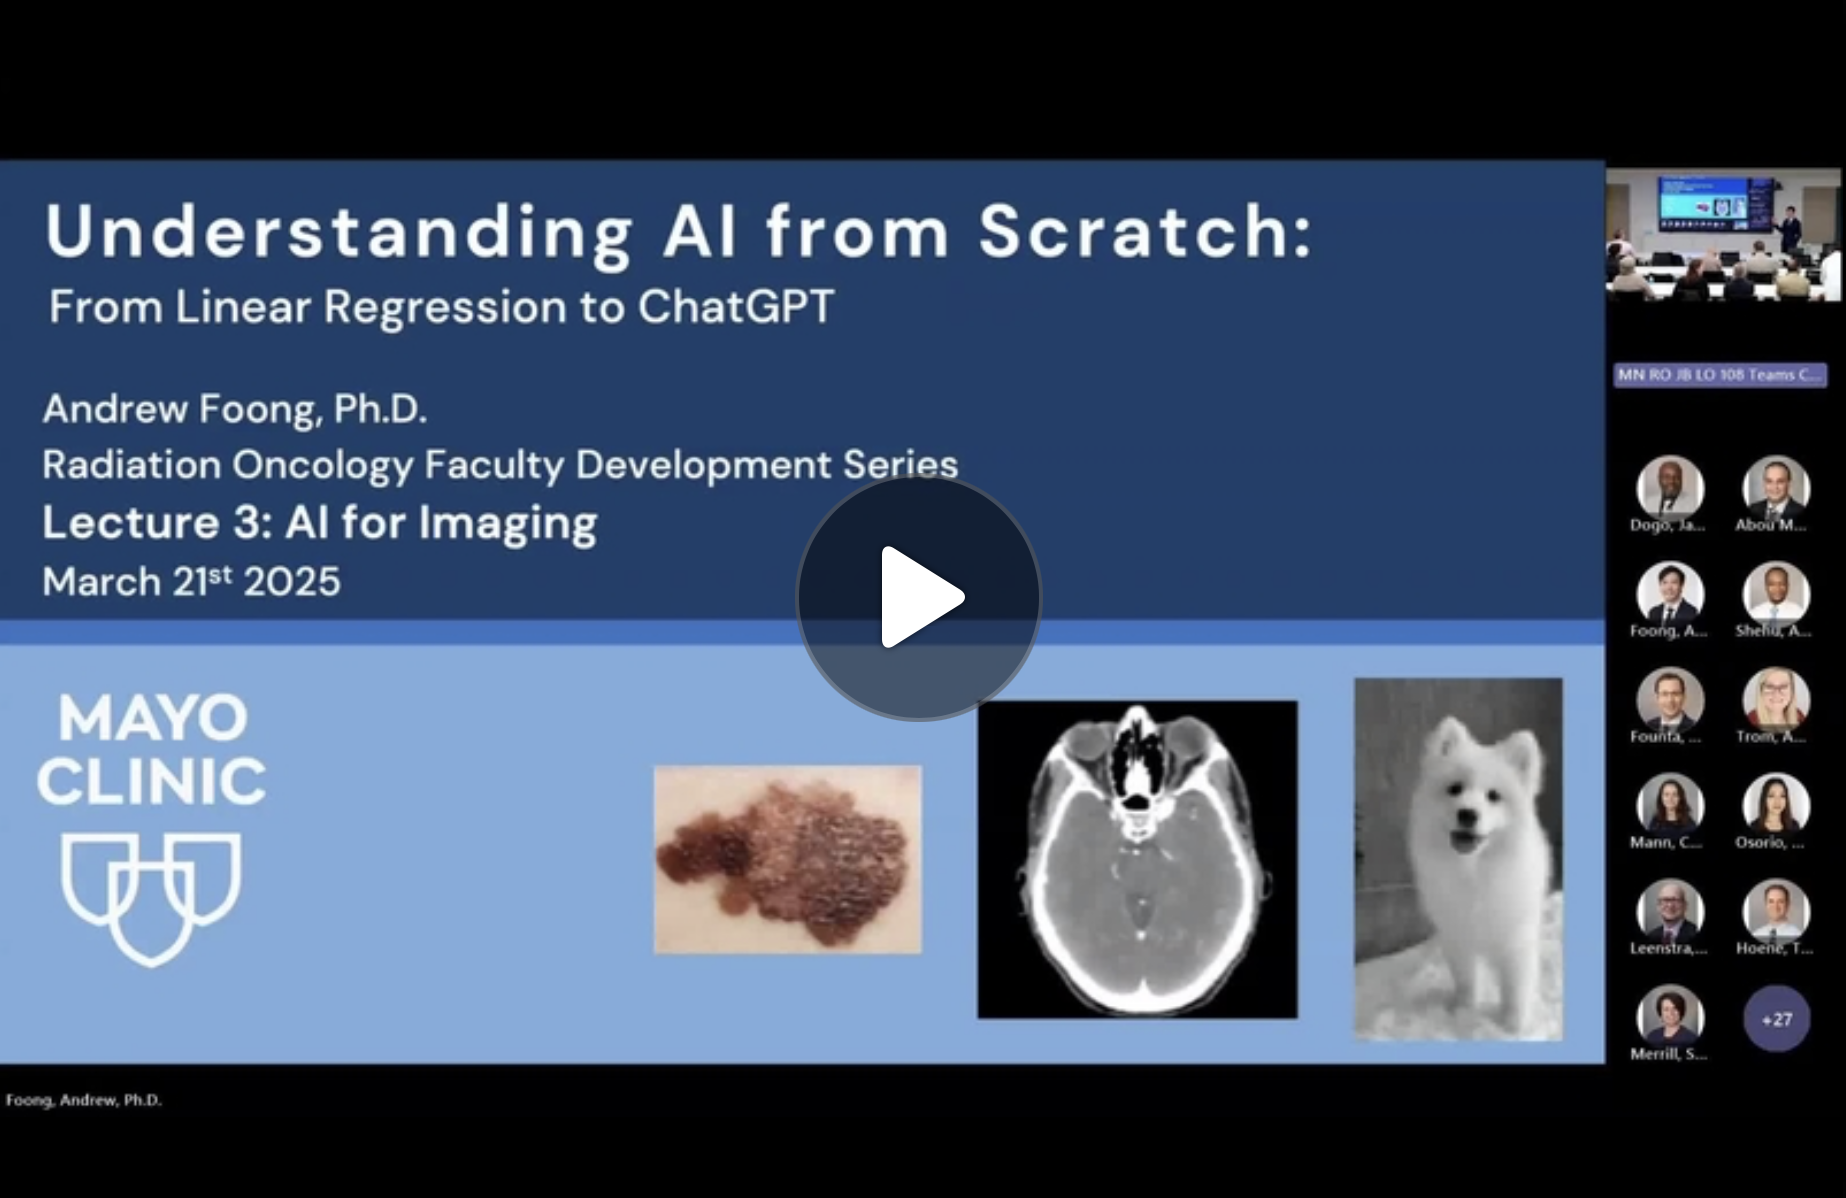 Understanding AI from Scratch:
From Linear Regression to ChatGPT
Andrew Foong, Ph.D.
Radiation Oncology Faculty Development Series
Lecture 3: AI for Imaging
March 21st 2025
MAYO
CLINIC
MN RO JB LO 108 Teams C...
Dogo, Ja...
Abou M...
Foong, A...
Shehu, A...
Founta, ...
Trom, A...
Mann, C...
Osorio, ...
Leenstra,...
Hoene, T...
Merrill, S...
+27
Foong, Andrew, Ph.D.